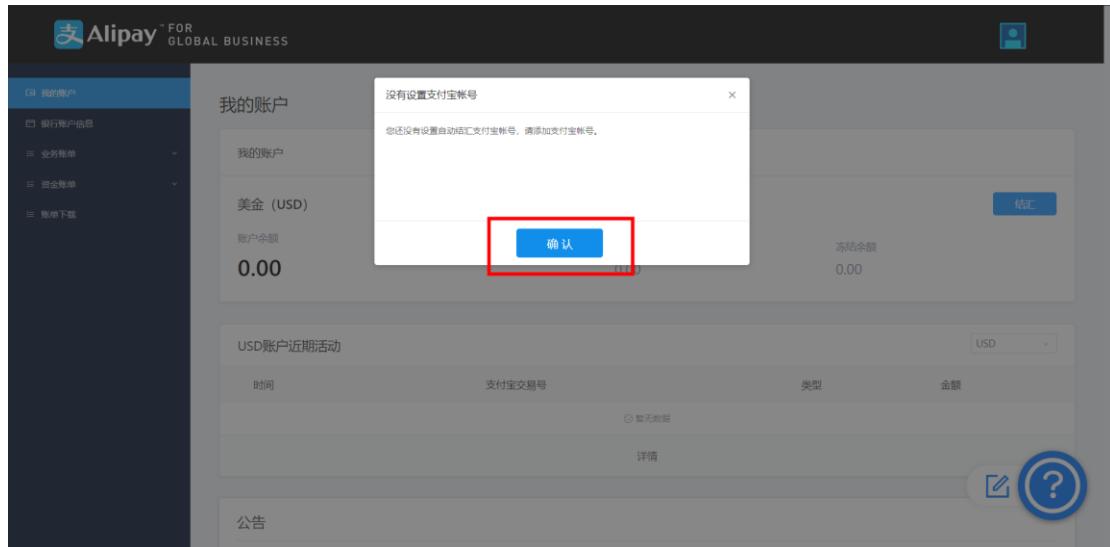 支 Alipay™ FOR
GLOBAL BUSINESS
我的账户
银行账户信息
业务账单
资金账单
账单下载
我的账户
我的账户
美金（USD）
结汇
账户余额
0.00
0.00
冻结余额
0.00
没有设置支付宝帐号 ×
您还没有设置自动结汇支付宝帐号，请添加支付宝帐号。
确 认
USD账户近期活动
USD
时间 支付宝交易号 类型 金额
暂无数据
详情
?
公告